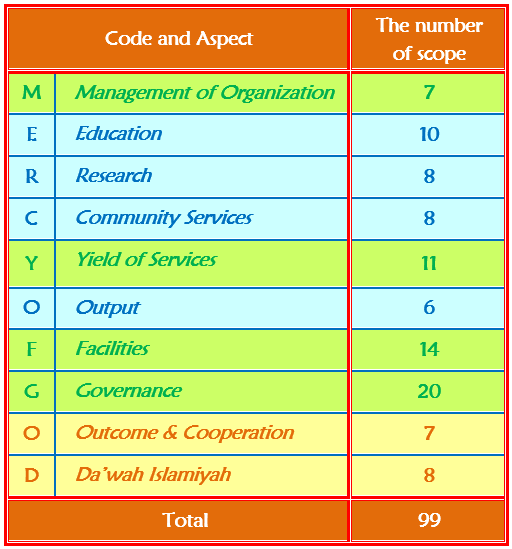 Code and Aspect The number of scope
M Management of Organization 7
E Education 10
R Research 8
C Community Services 8
Y Yield of Services 11
O Output 6
F Facilities 14
G Governance 20
O Outcome & Cooperation 7
D Da'wah Islamiyah 8
Total 99